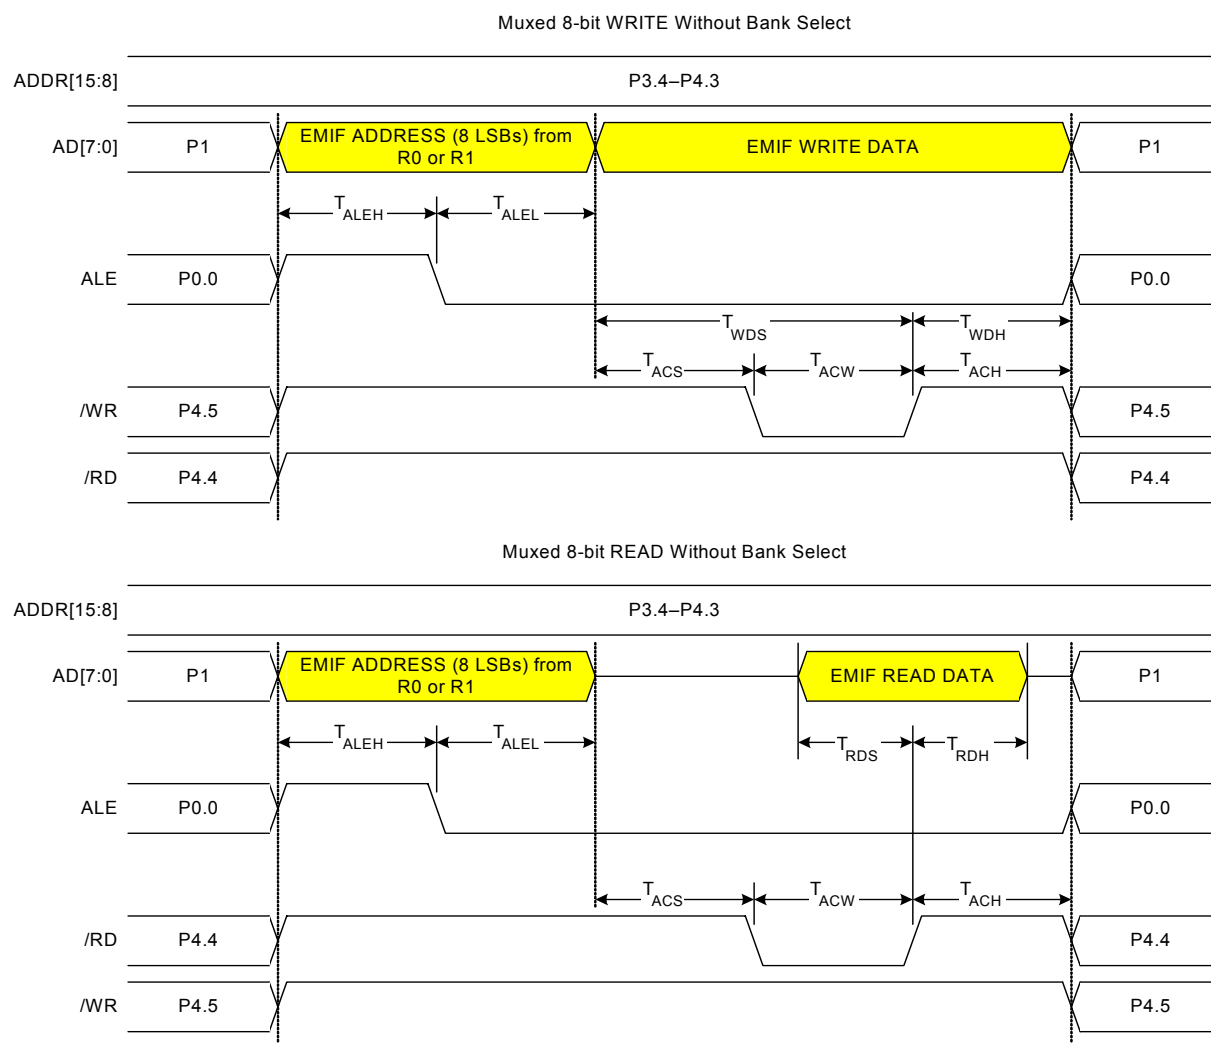 Muxed 8-bit WRITE Without Bank Select
ADDR[15:8] P3.4–P4.3
AD[7:0] P1 EMIF ADDRESS (8 LSBs) from
R0 or R1 EMIF WRITE DATA P1
TALEH TALEL
ALE P0.0 P0.0
TWDS TWDH
TACS TACW TACH
/WR P4.5 P4.5
/RD P4.4 P4.4
Muxed 8-bit READ Without Bank Select
ADDR[15:8] P3.4–P4.3
AD[7:0] P1 EMIF ADDRESS (8 LSBs) from
R0 or R1 EMIF READ DATA P1
TALEH TALEL TRDS TRDH
ALE P0.0 P0.0
TACS TACW TACH
/RD P4.4 P4.4
/WR P4.5 P4.5